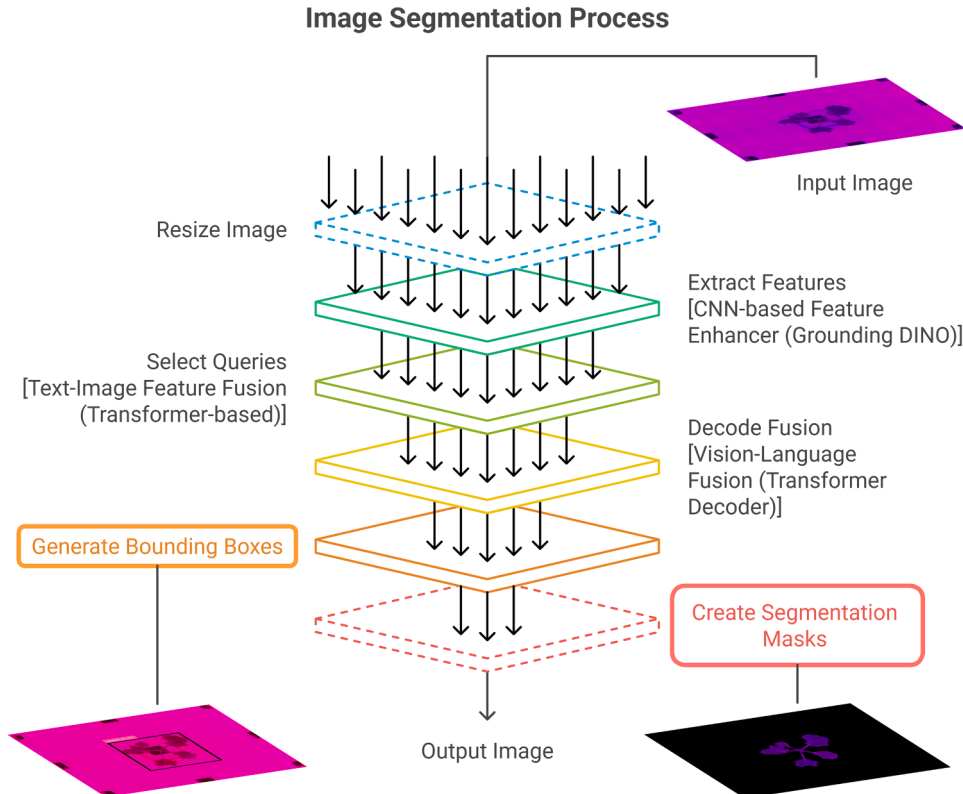 Image Segmentation Process
Input Image
Resize Image
Extract Features
[CNN-based Feature
Enhancer (Grounding DINO)]
Select Queries
[Text-Image Feature Fusion
(Transformer-based)]
Decode Fusion
[Vision-Language
Fusion (Transformer
Decoder)]
Generate Bounding Boxes
Create Segmentation
Masks
Output Image